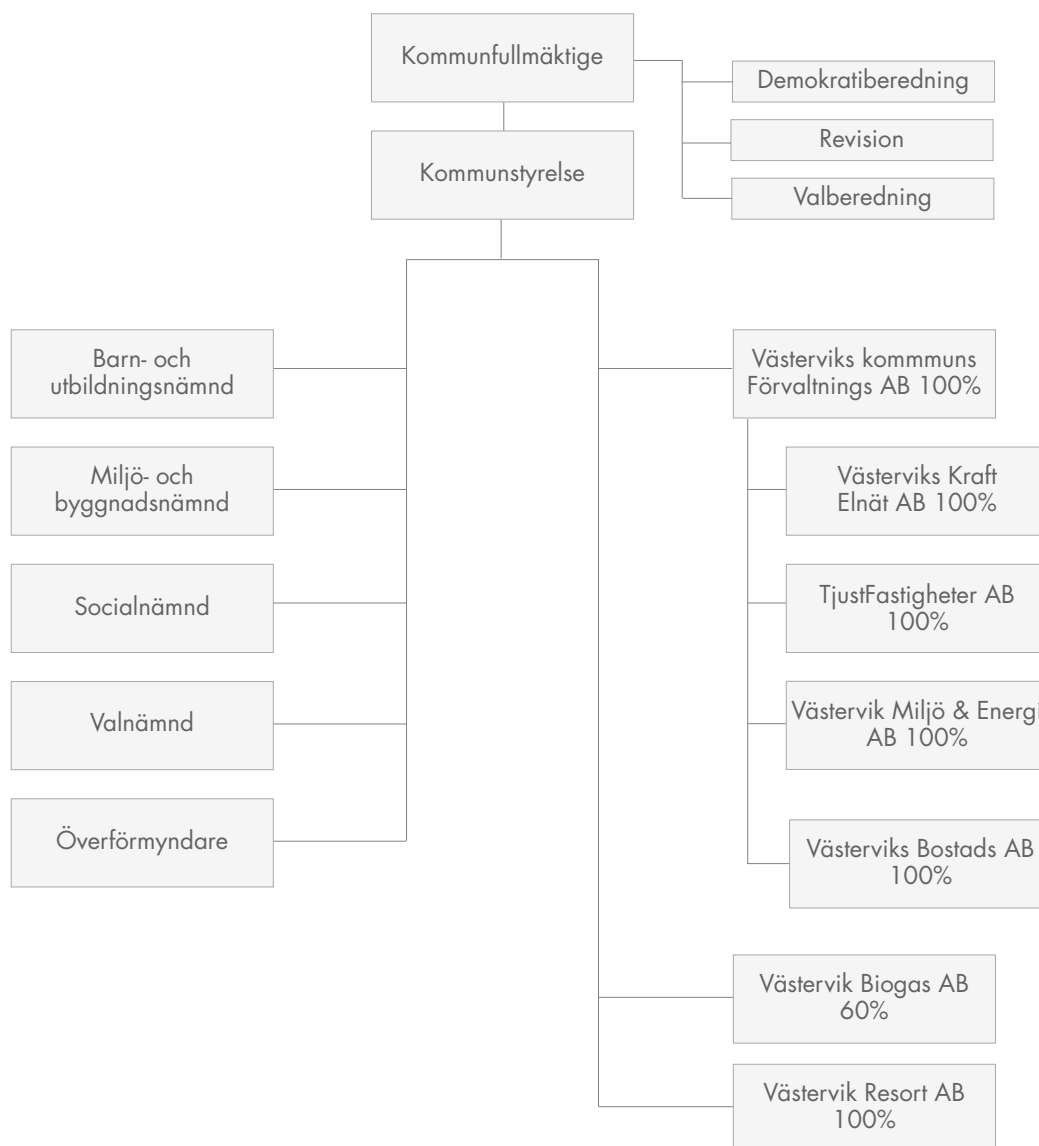 Kommunfullmäktige
Demokratiberedning
Revision
Valberedning
Kommunstyrelse
Barn- och
utbildningsnämnd
Miljö- och
byggnadsnämnd
Socialnämnd
Valnämnd
Överförmyndare
Västerviks kommmuns
Förvaltnings AB 100%
Västerviks Kraft
Elnät AB 100%
TjustFastigheter AB
100%
Västervik Miljö & Energi
AB 100%
Västerviks Bostads AB
100%
Västervik Biogas AB
60%
Västervik Resort AB
100%